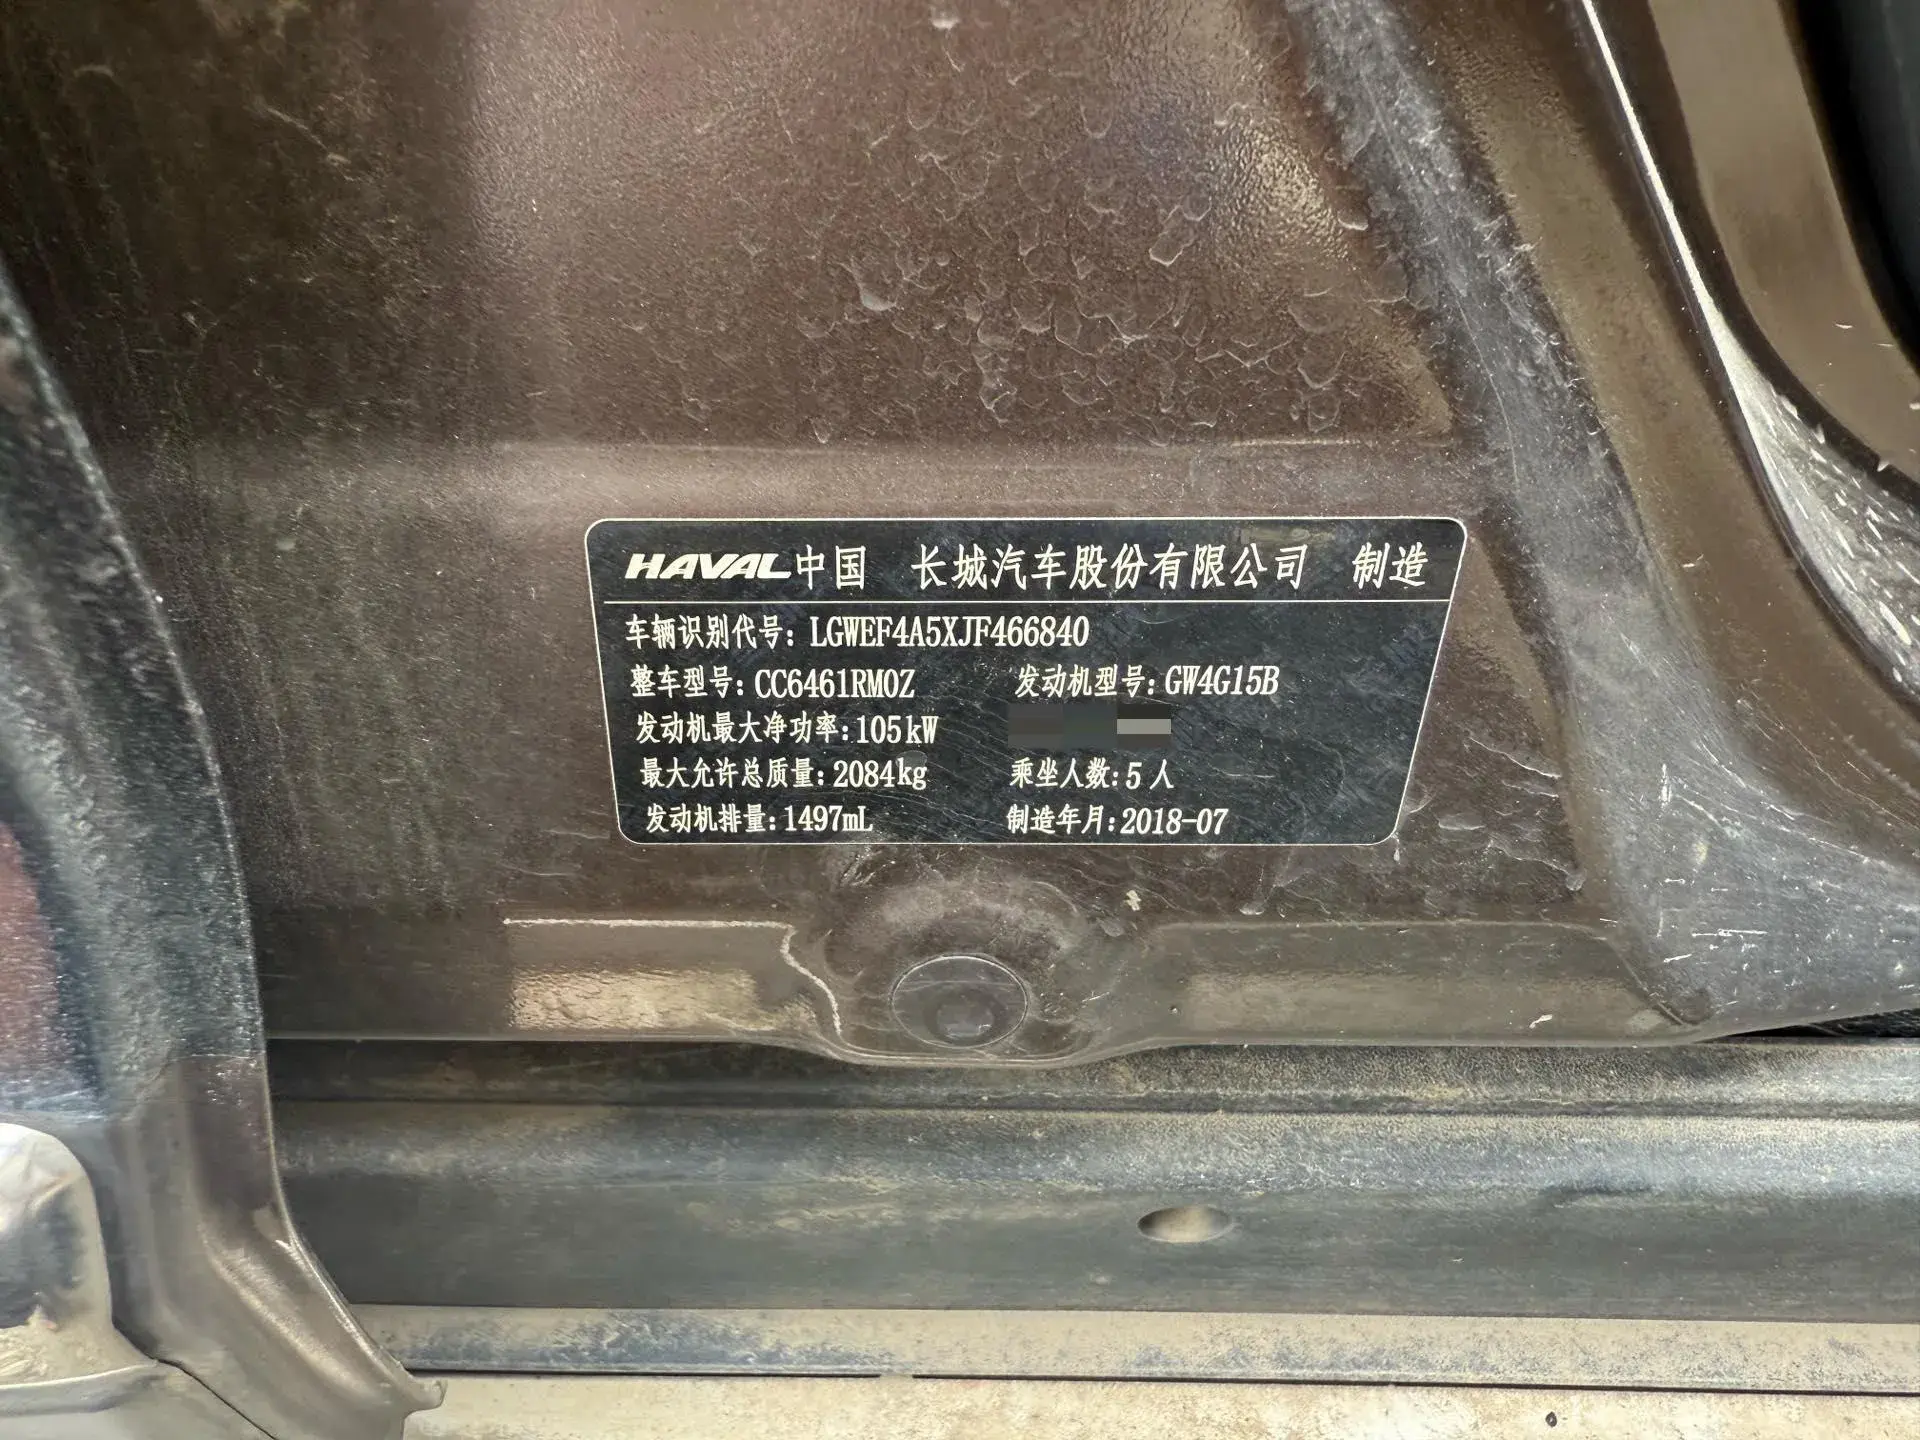 HAVAL中国 长城汽车股份有限公司 制造
车辆识别代号：LGWEF4A5XJF466840
整车型号：CC6461RM0Z 发动机型号：GW4G15B
发动机最大净功率：105kW
最大允许总质量：2084kg 乘坐人数：5人
发动机排量：1497mL 制造年月：2018-07